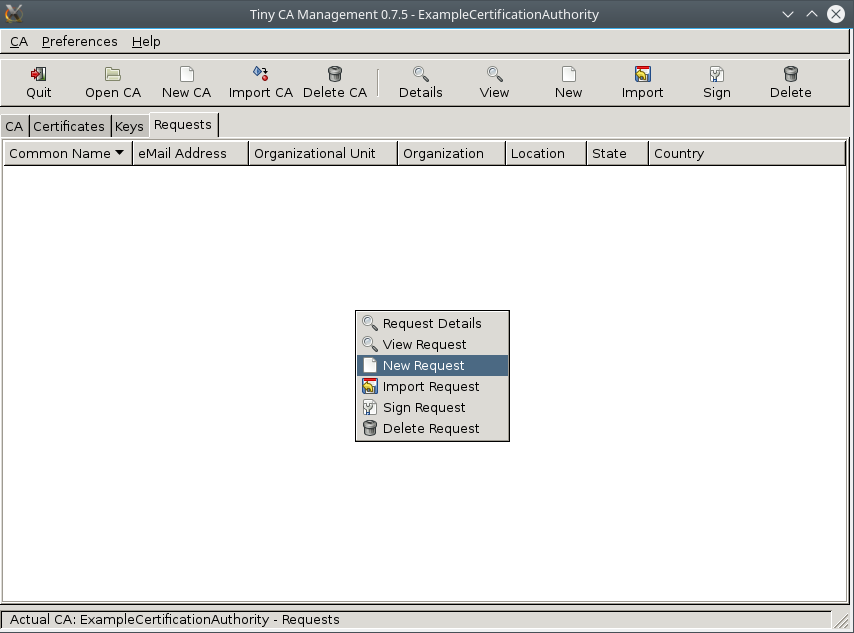 Tiny CA Management 0.7.5 - ExampleCertificationAuthority
CA Preferences Help
Quit Open CA New CA Import CA Delete CA Details View New Import Sign Delete
CA Certificates Keys Requests
Common Name eMail Address Organizational Unit Organization Location State Country
Request Details
View Request
New Request
Import Request
Sign Request
Delete Request
Actual CA: ExampleCertificationAuthority - Requests